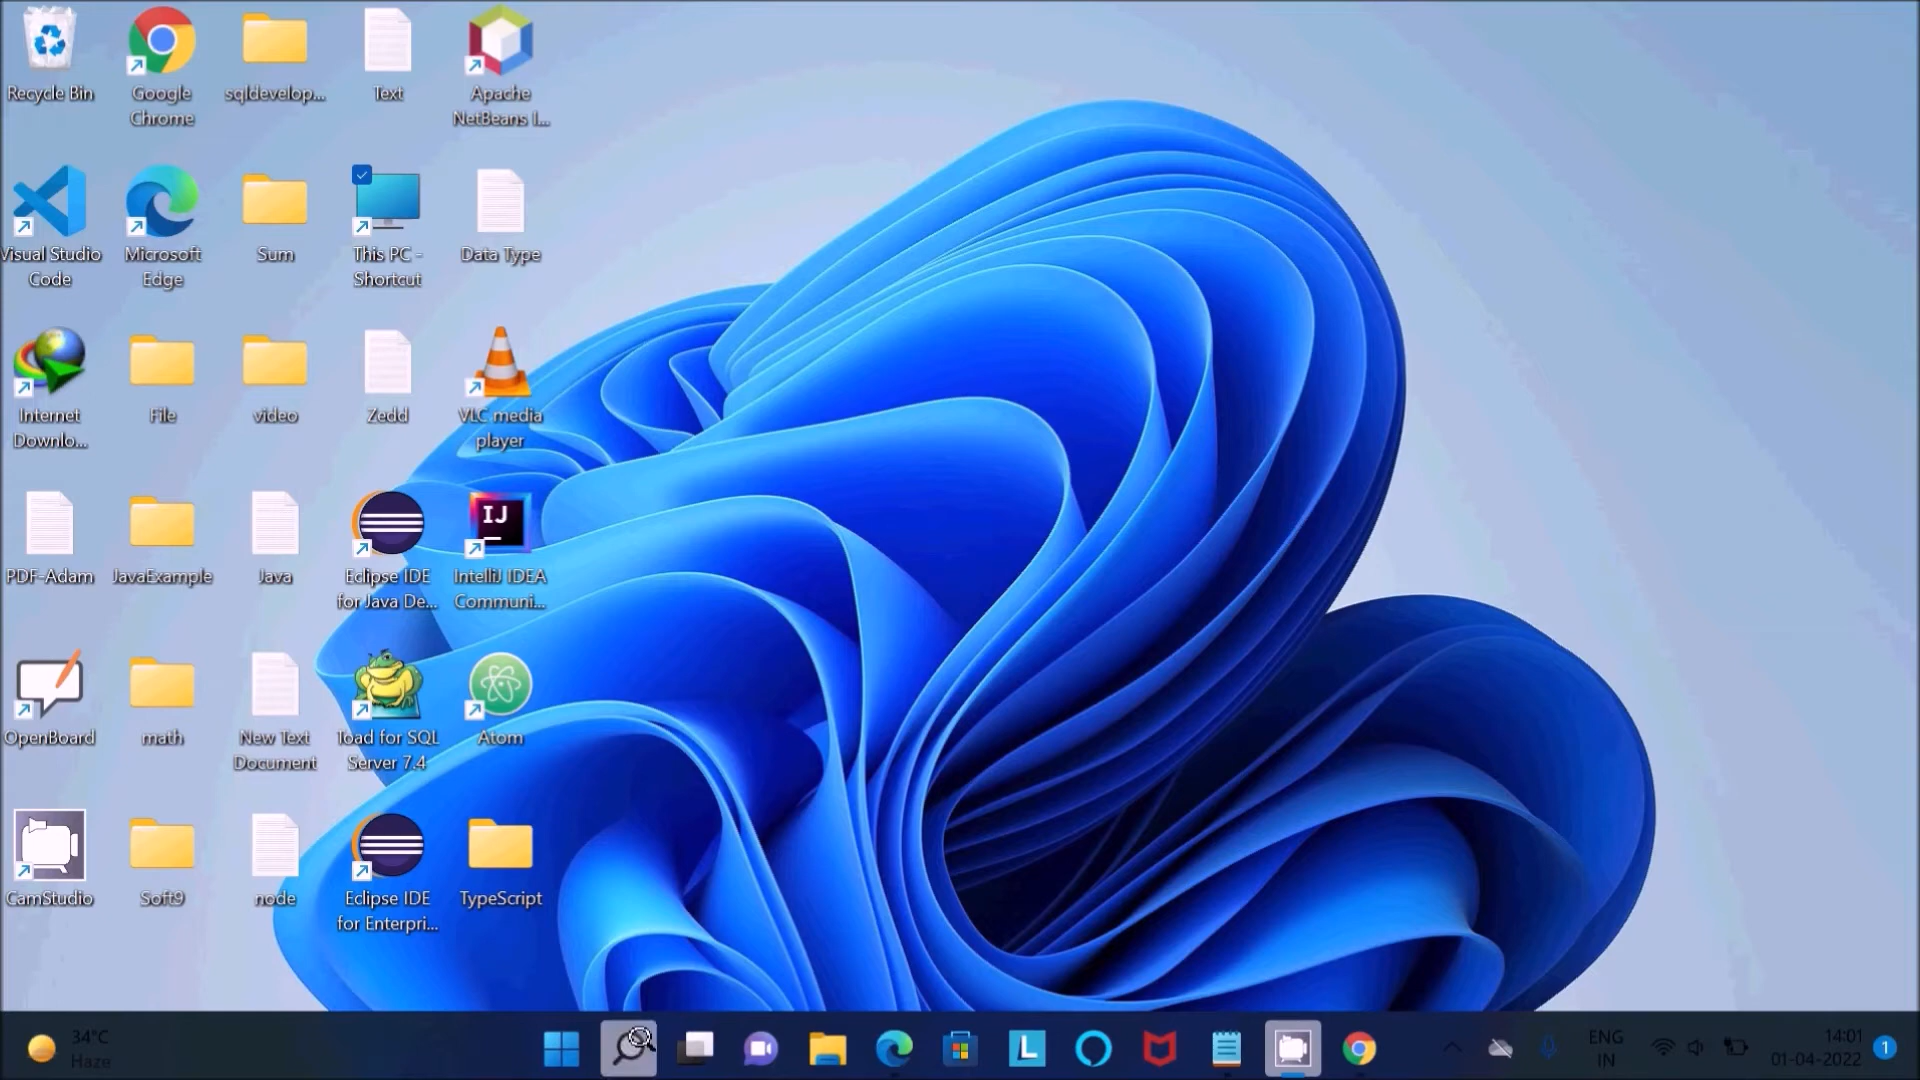 Recycle Bin
Google
Chrome
sqldevelop...
Text
Apache
NetBeans I...
Visual Studio
Code
Microsoft
Edge
Sum
This PC -
Shortcut
Data Type
Internet
Downlo...
File
video
Zedd
VLC media
player
PDF-Adam
JavaExample
Java
Eclipse IDE
for Java De...
IJ
IntelliJ IDEA
Communi...
OpenBoard
math
New Text
Document
Toad for SQL
Server 7.4
Atom
CamStudio
Soft9
node
Eclipse IDE
for Enterpri...
TypeScript
34°C
Haze
L
ENG
IN
14:01
01-04-2022
1